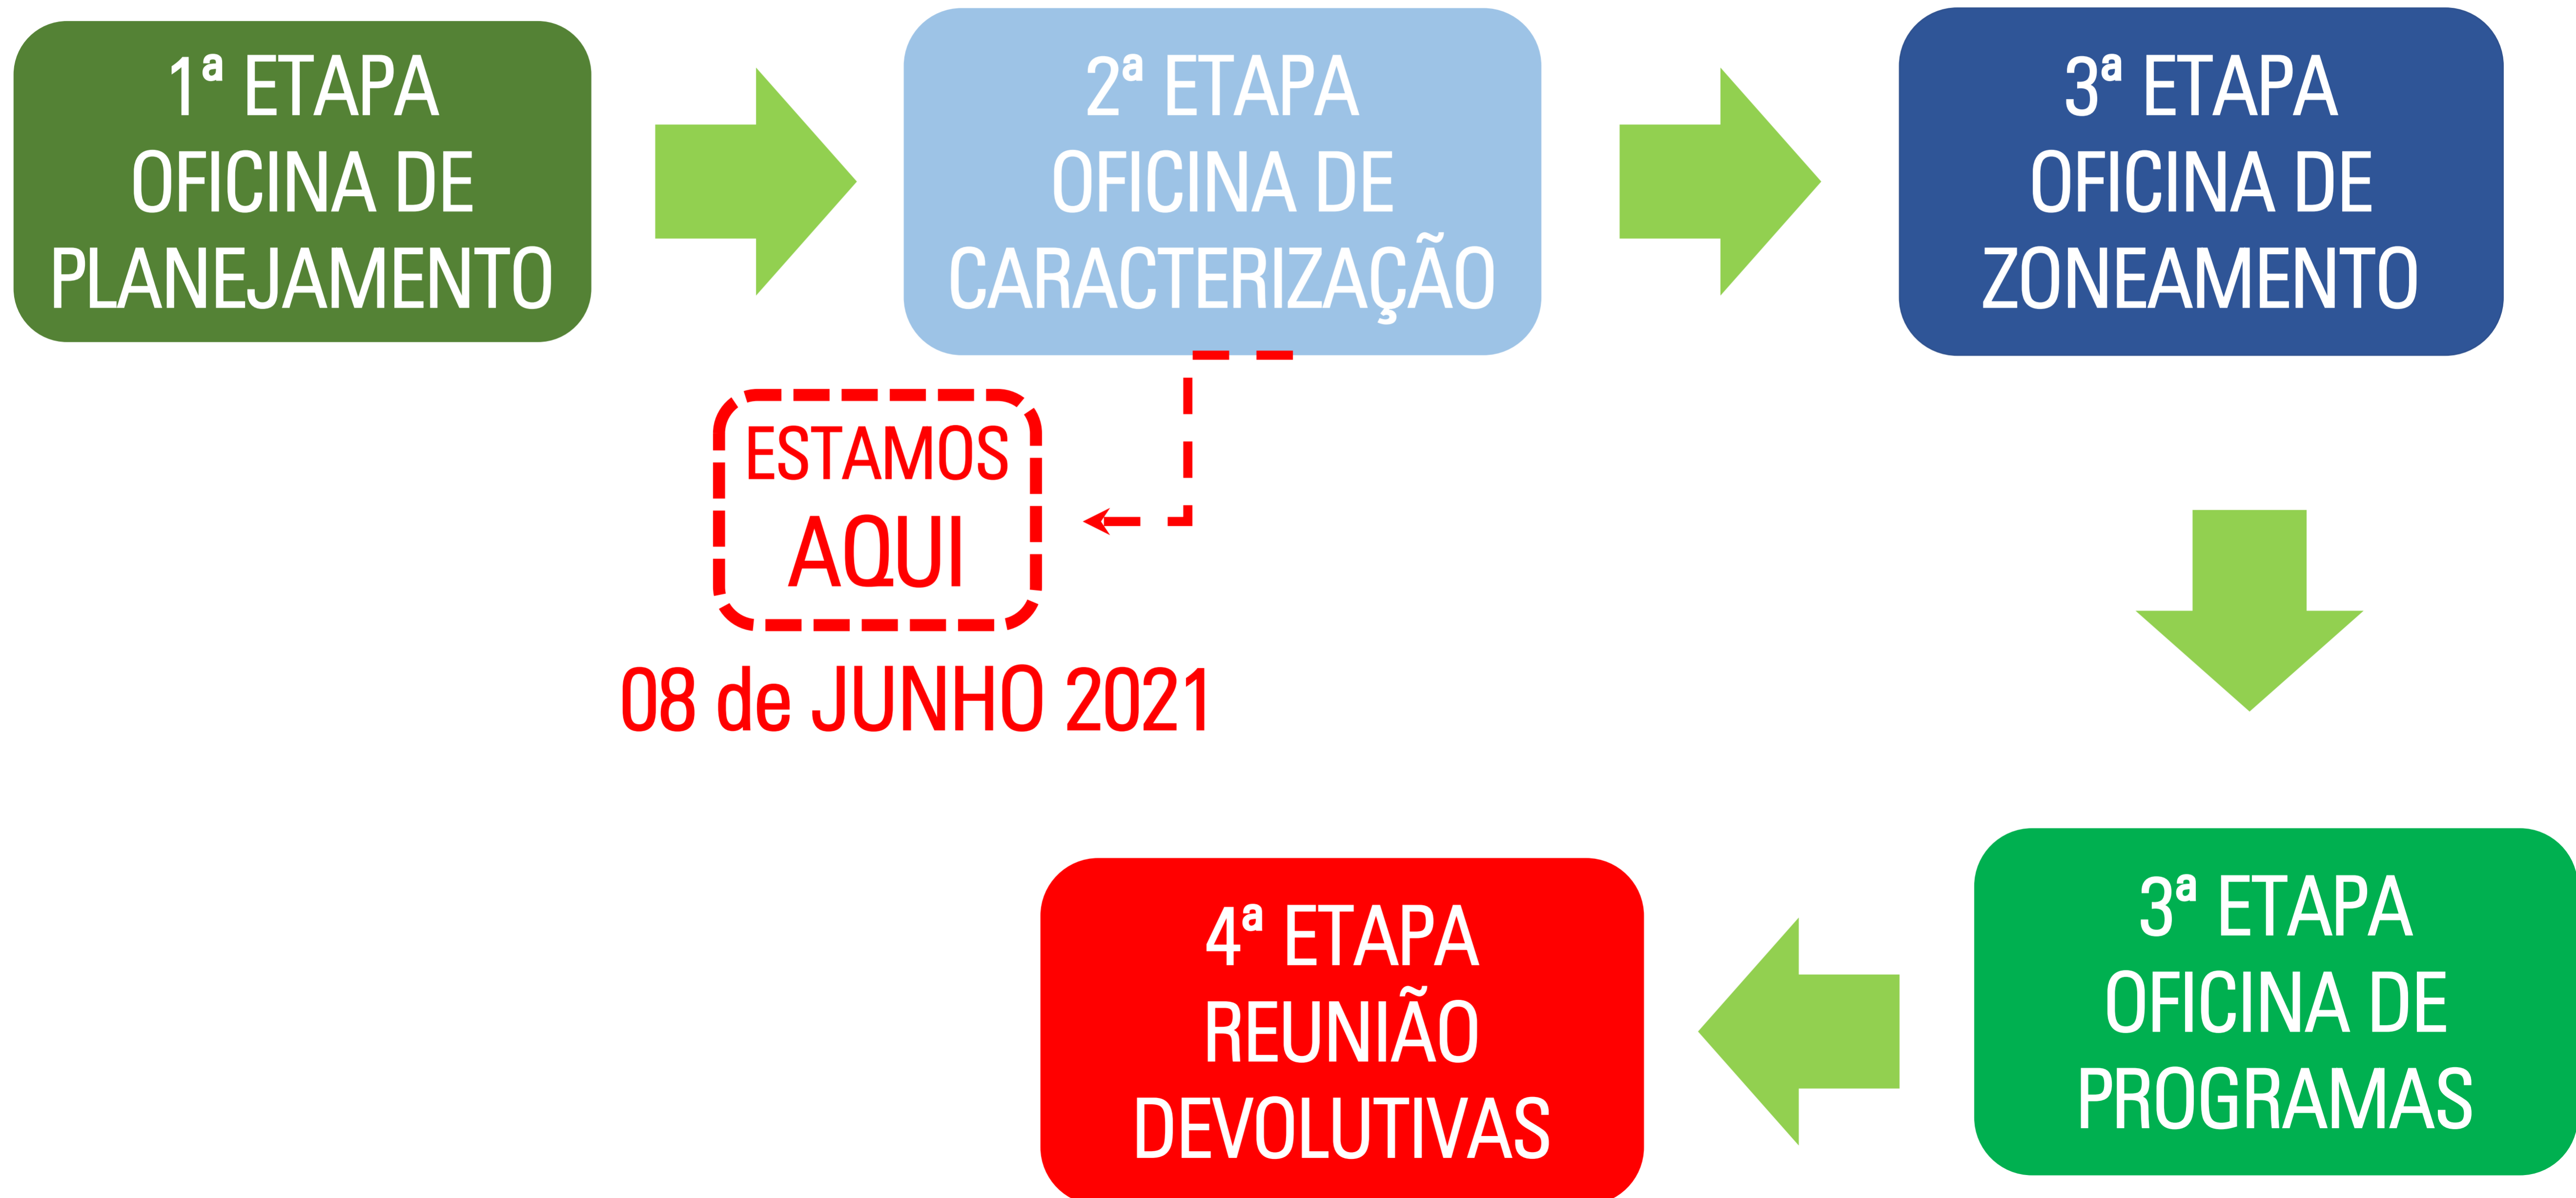 1ª ETAPA
OFICINA DE
PLANEJAMENTO
2ª ETAPA
OFICINA DE
CARACTERIZAÇÃO
3ª ETAPA
OFICINA DE
ZONEAMENTO
ESTAMOS
AQUI
08 de JUNHO 2021
3ª ETAPA
OFICINA DE
PROGRAMAS
4ª ETAPA
REUNIÃO
DEVOLUTIVAS